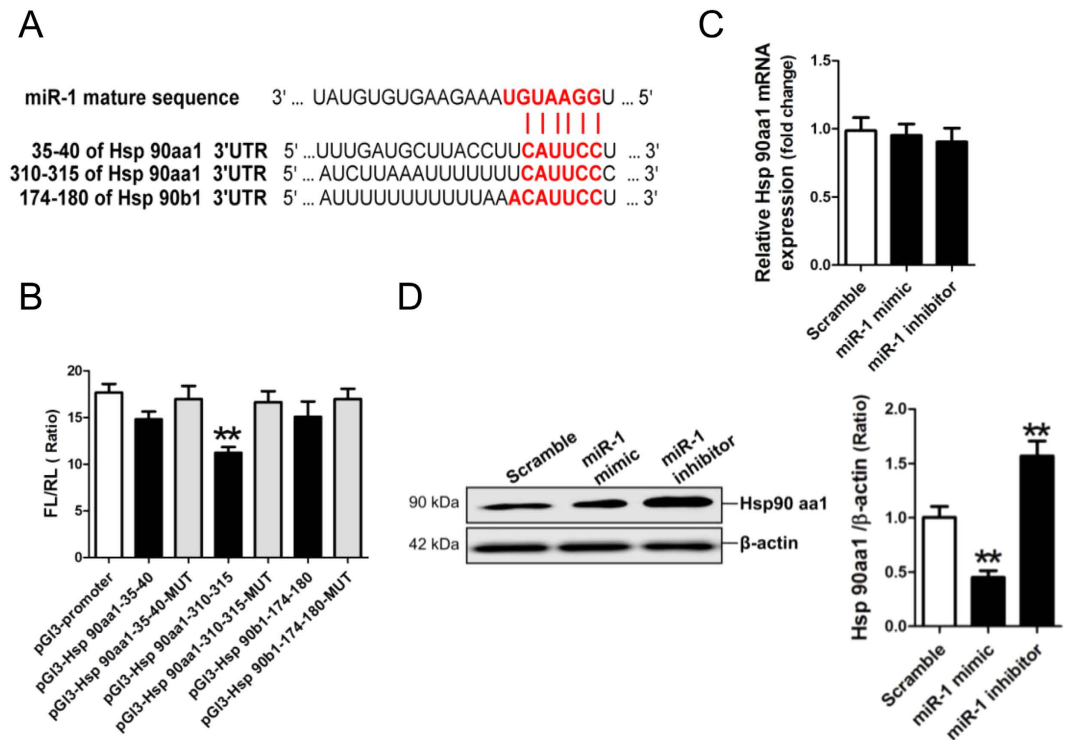 A
miR-1 mature sequence 3' ... UAUGUGUGAAGAAAUGUAAGGU ... 5'
35-40 of Hsp 90aa1 3'UTR 5' ... UUUGAUGCUUACCUUCAUUCCU ... 3'
310-315 of Hsp 90aa1 3'UTR 5' ... AUCUUAAAUUUUUUUCAUUCCC ... 3'
174-180 of Hsp 90b1 3'UTR 5' ... AUUUUUUUUUUUUAAACAUUCCU ... 3'
B
FL/RL ( Ratio)
20
15
10
5
0
**
pGl3-promoter
pGl3-Hsp 90aa1-35-40
pGl3-Hsp 90aa1-35-40-MUT
pGl3-Hsp 90aa1-310-315
pGl3-Hsp 90aa1-310-315-MUT
pGl3-Hsp 90b1-174-180
pGl3-Hsp 90b1-174-180-MUT
C
Relative Hsp 90aa1 mRNA
expression (fold change)
1.5
1.0
0.5
0.0
Scramble
miR-1 mimic
miR-1 inhibitor
D
Scramble
miR-1
mimic
miR-1
inhibitor
90 kDa
Hsp90 aa1
42 kDa
β-actin
Hsp 90aa1 /β-actin (Ratio)
2.0
1.5
1.0
0.5
0.0
**
**
Scramble
miR-1 mimic
miR-1 inhibitor